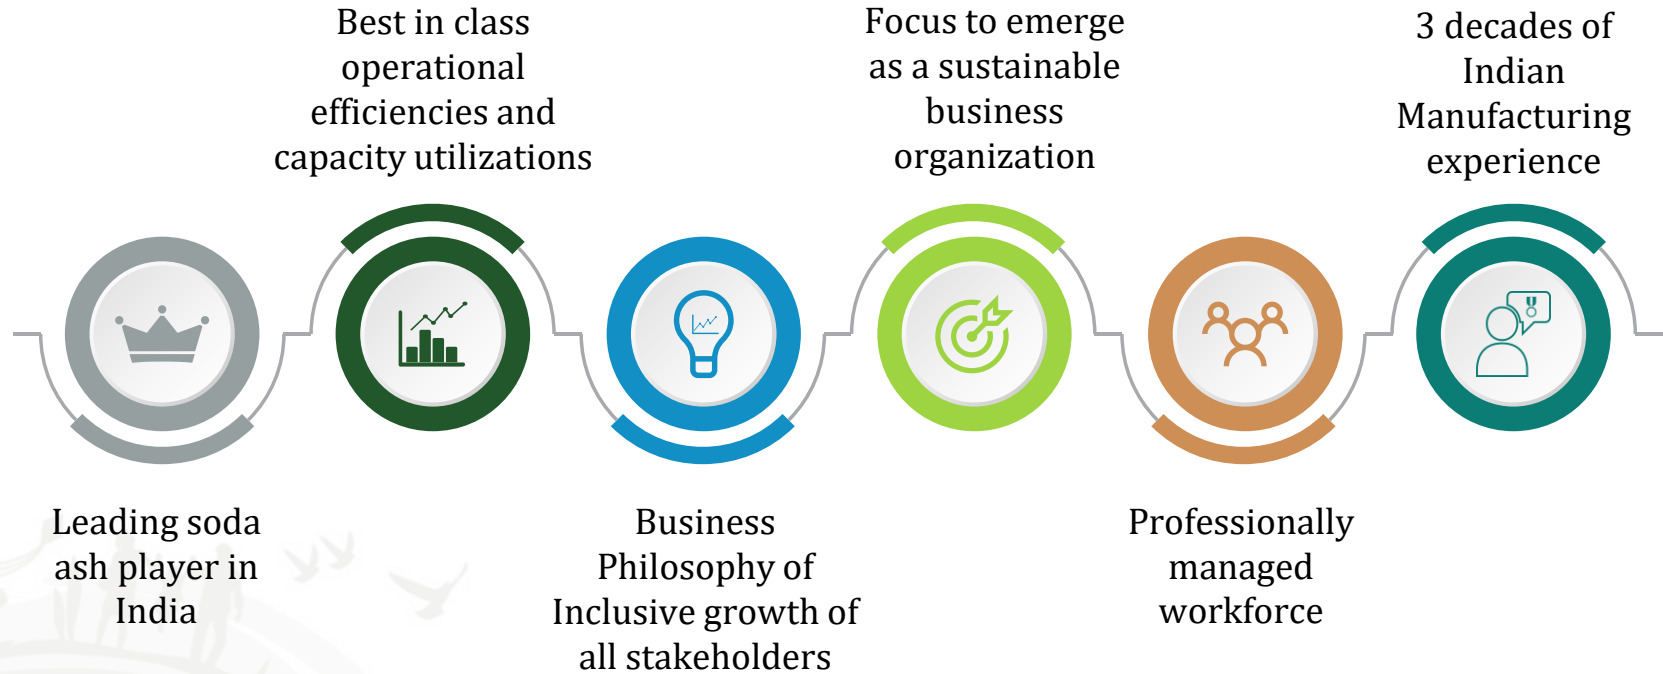 Best in class
operational
efficiencies and
capacity utilizations
Focus to emerge
as a sustainable
business
organization
3 decades of
Indian
Manufacturing
experience
Leading soda
ash player in
India
Business
Philosophy of
Inclusive growth of
all stakeholders
Professionally
managed
workforce